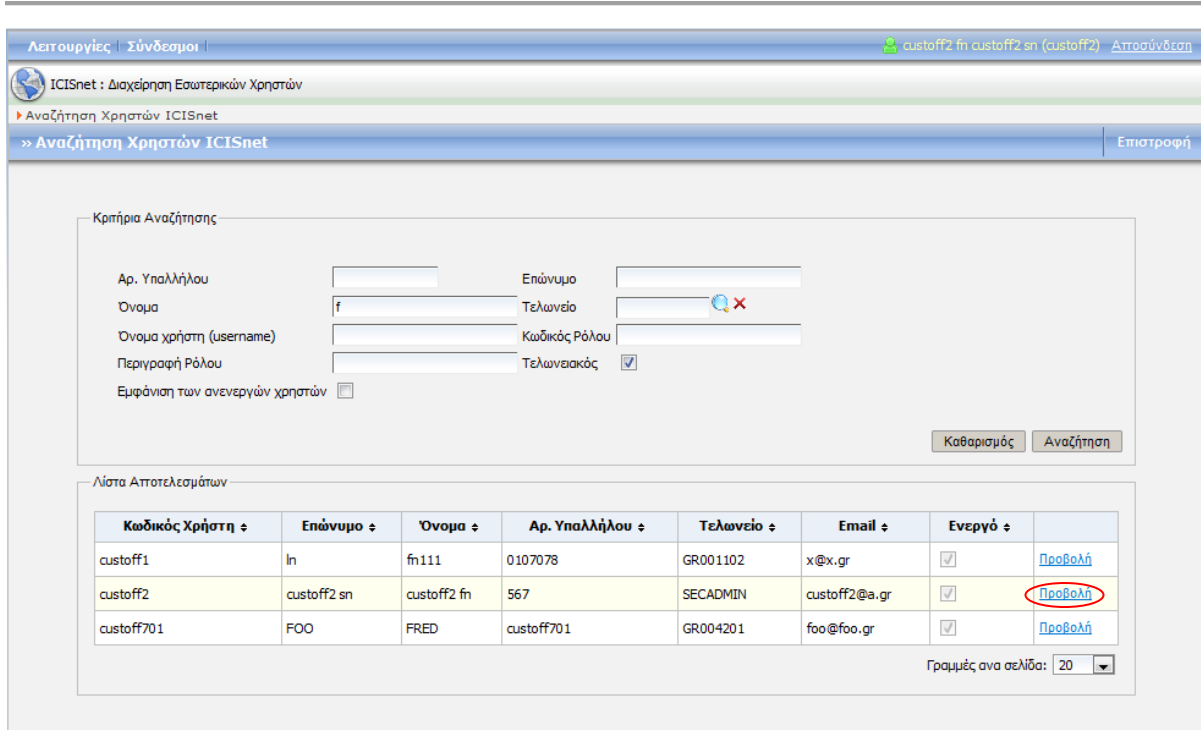 Λειτουργίες | Σύνδεσμοι | custoff2 fn custoff2 sn (custoff2) Αποσύνδεση
ICISnet : Διαχείρηση Εσωτερικών Χρηστών
Αναζήτηση Χρηστών ICISnet
» Αναζήτηση Χρηστών ICISnet Επιστροφή
Κριτήρια Αναζήτησης
Αρ. Υπαλλήλου Επώνυμο
Όνομα f Τελωνείο
Όνομα χρήστη (username) Κωδικός Ρόλου
Περιγραφή Ρόλου Τελωνειακός
Εμφάνιση των ανενεργών χρηστών
Καθαρισμός Αναζήτηση
Λίστα Αποτελεσμάτων
Κωδικός Χρήστη Επώνυμο Όνομα Αρ. Υπαλλήλου Τελωνείο Email Ενεργό
custoff1 ln fn111 0107078 GR001102 x@x.gr Προβολή
custoff2 custoff2 sn custoff2 fn 567 SECADMIN custoff2@a.gr Προβολή
custoff701 FOO FRED custoff701 GR004201 foo@foo.gr Προβολή
Γραμμές ανα σελίδα: 20